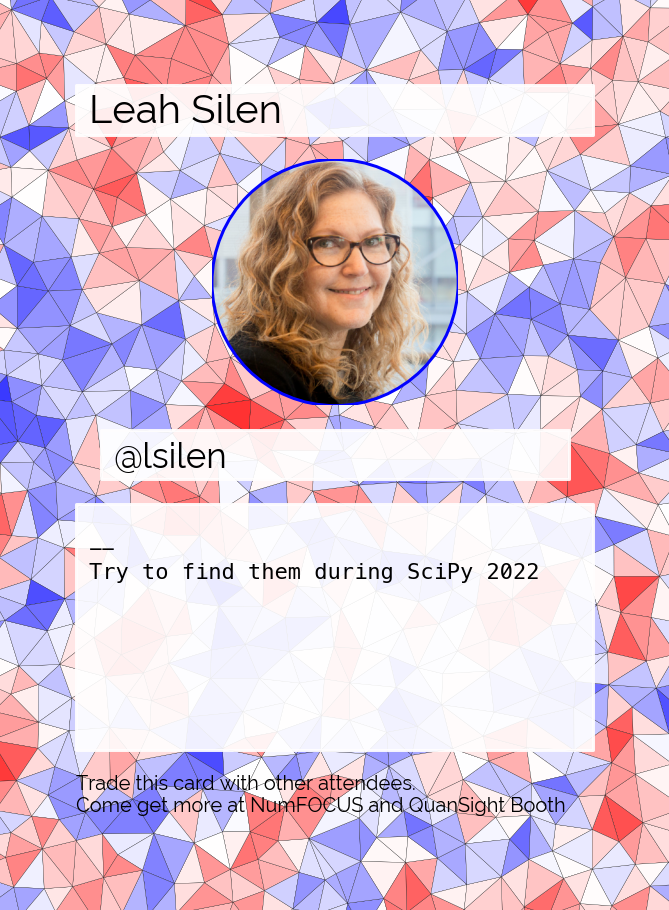 Leah Silen
@lsilen
__
Try to find them during SciPy 2022
Trade this card with other attendees.
Come get more at NumFOCUS and QuanSight Booth